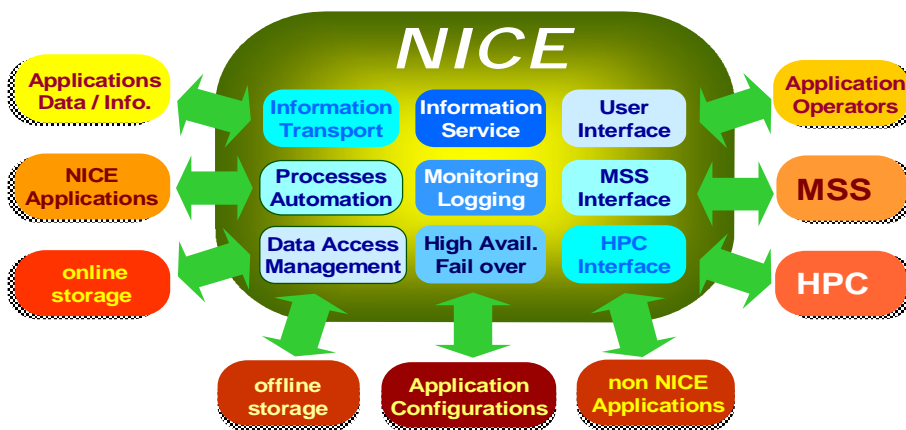 NICE
Applications
Data / Info.
Information
Transport
Information
Service
User
Interface
Application
Operators
NICE
Applications
Processes
Automation
Monitoring
Logging
MSS
Interface
MSS
online
storage
Data Access
Management
High Avail.
Fail over
HPC
Interface
HPC
offline
storage
Application
Configurations
non NICE
Applications